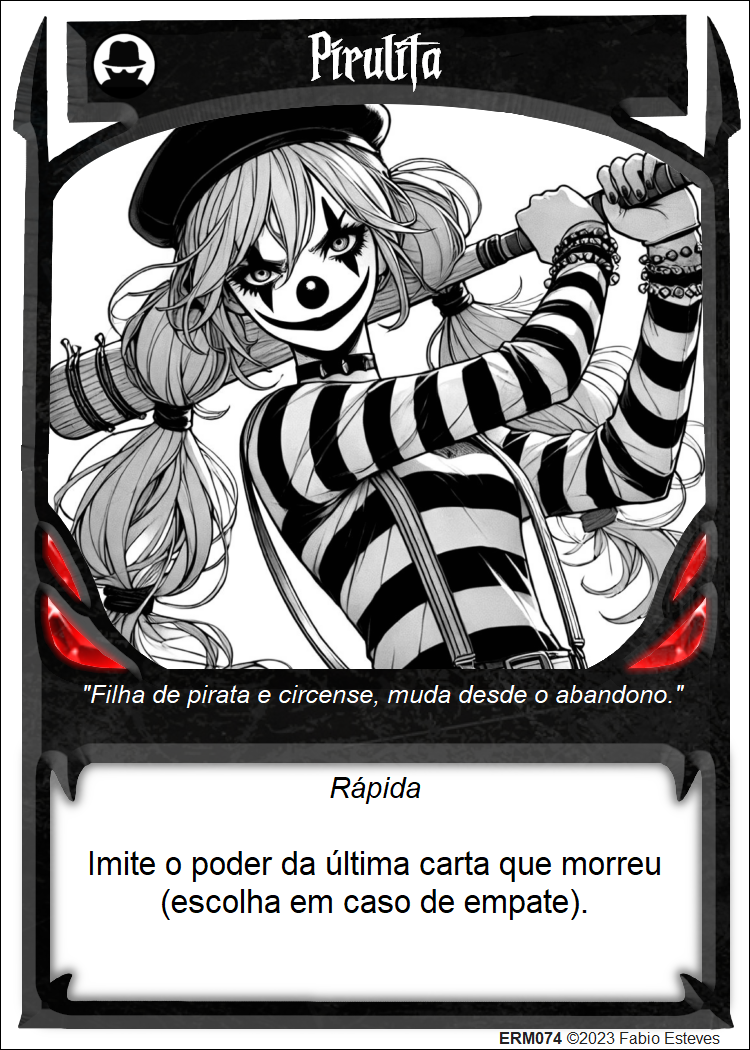 Pirulita
"Filha de pirata e circense, muda desde o abandono."
Rápida
Imite o poder da última carta que morreu
(escolha em caso de empate).
ERM074 ©2023 Fabio Esteves